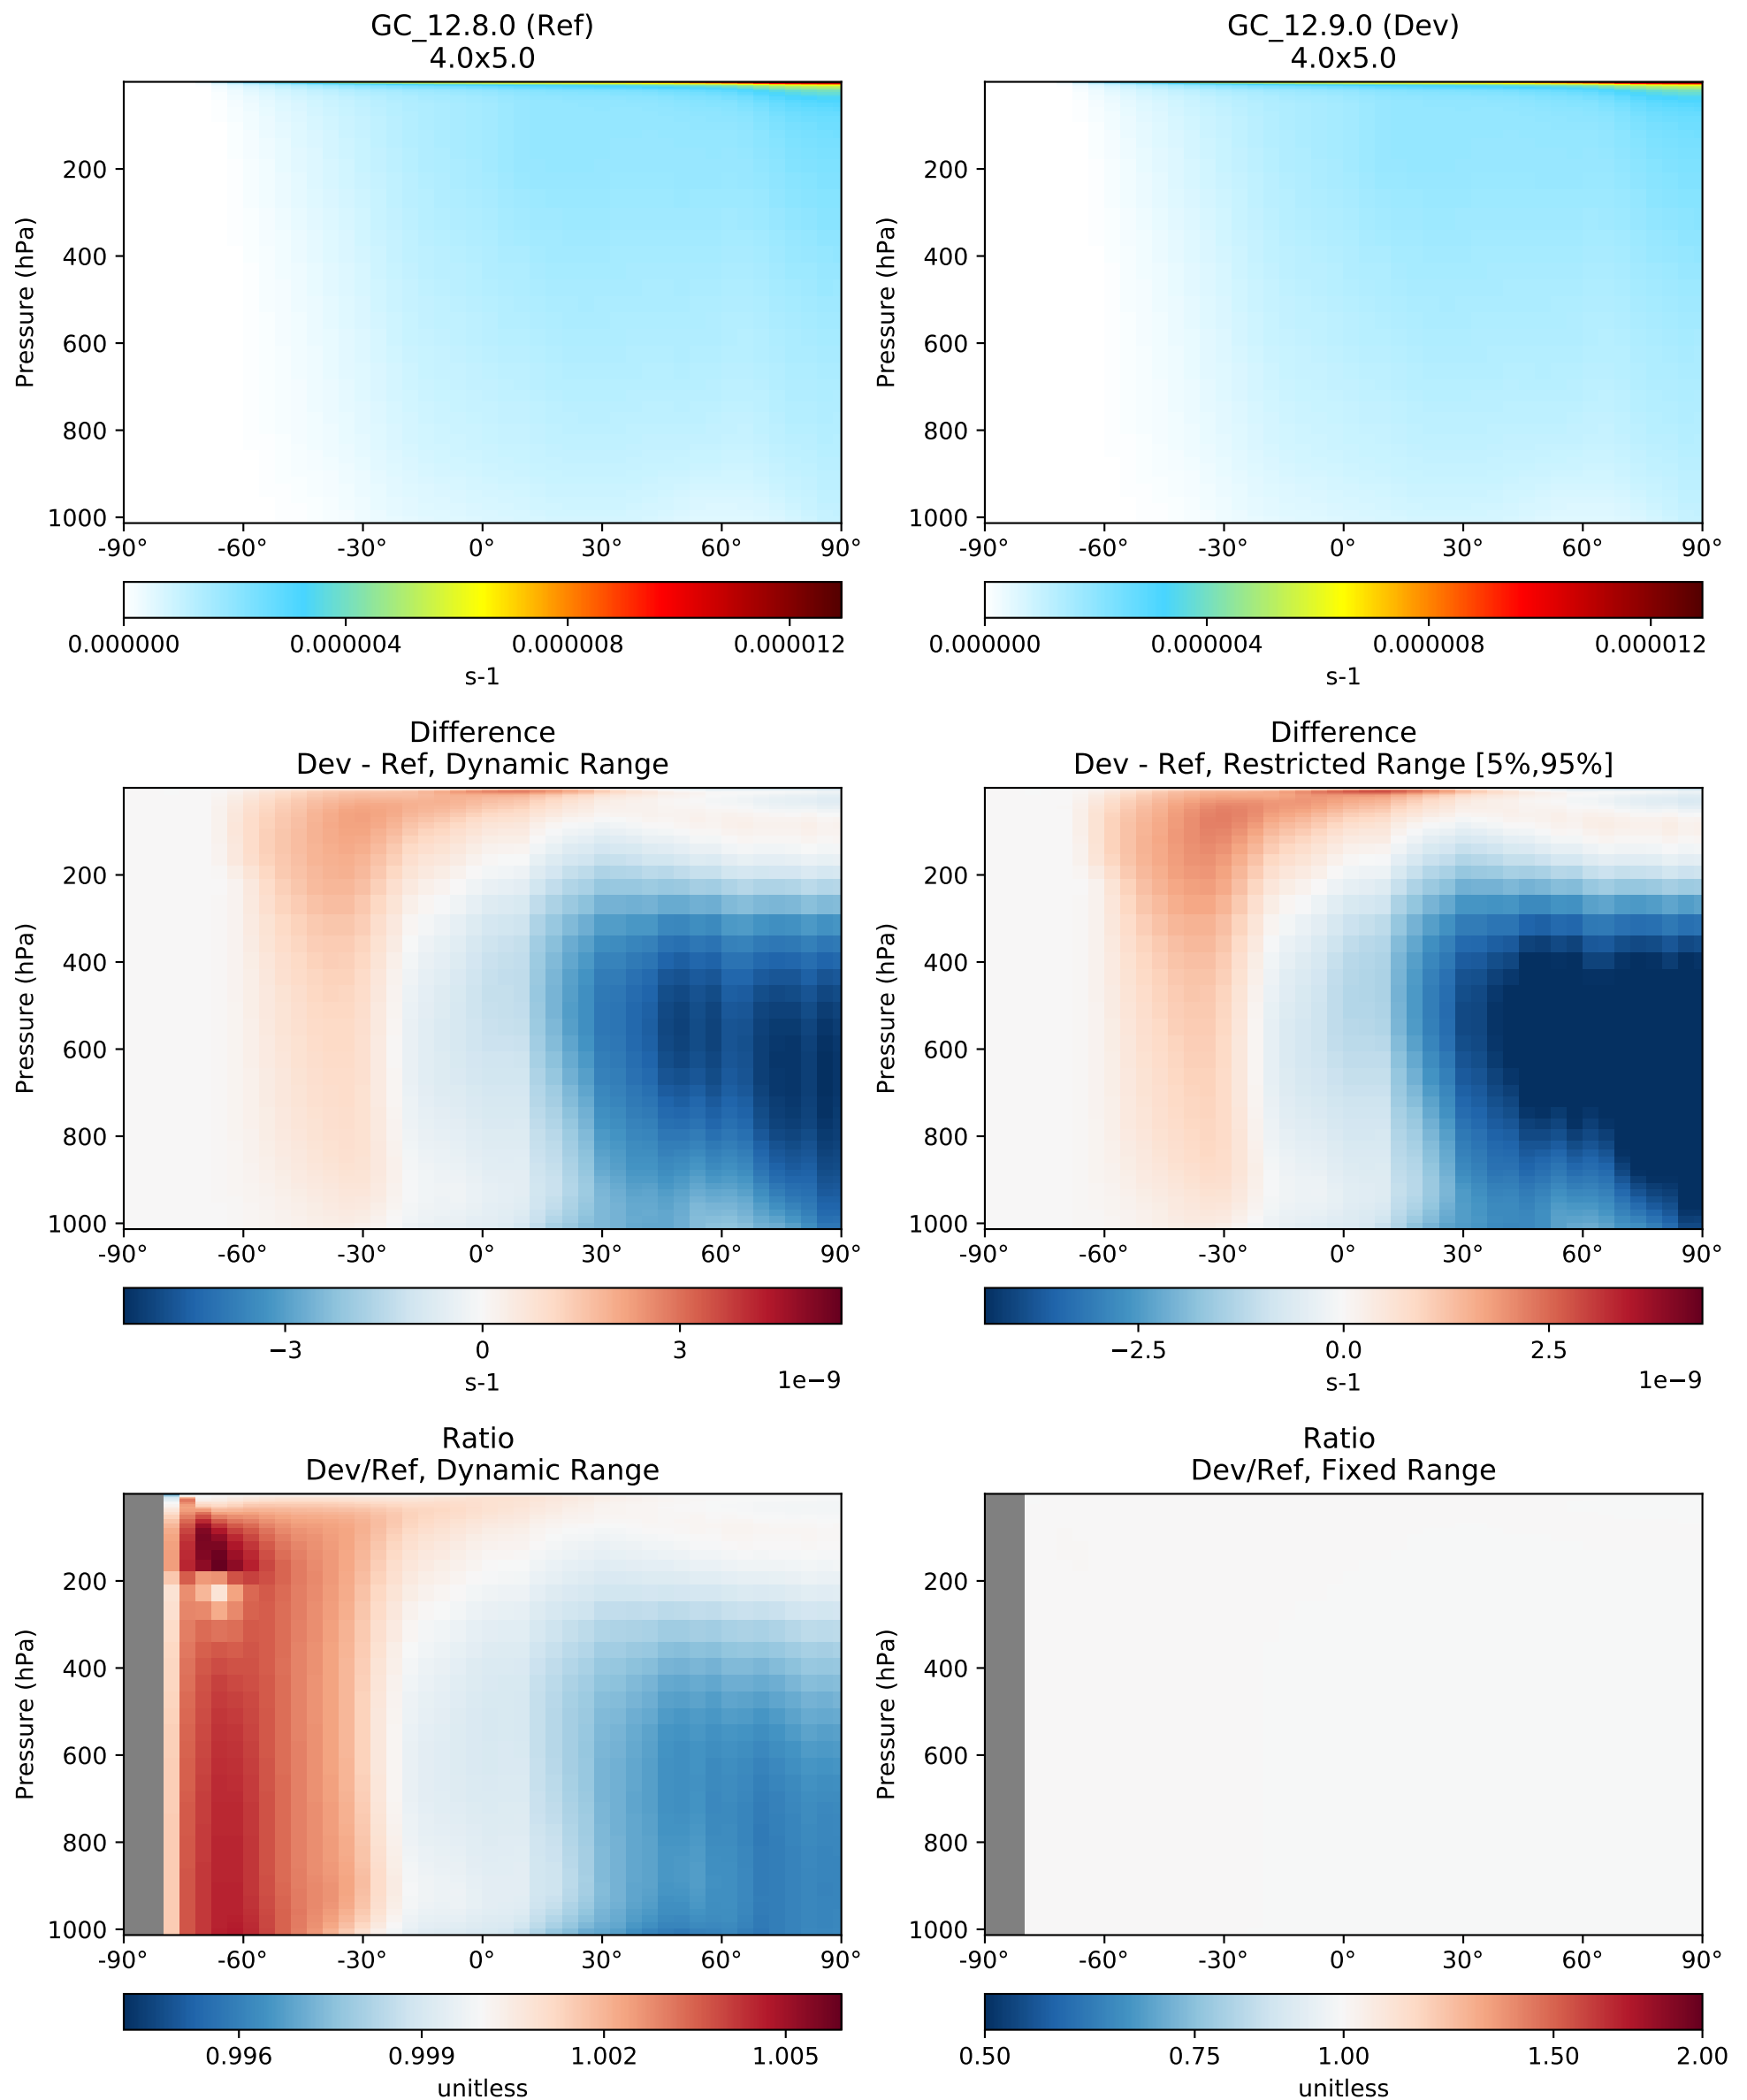 GC_12.8.0 (Ref)
4.0x5.0
Pressure (hPa)
200
400
600
800
1000
-90° -60° -30° 0° 30° 60° 90°
0.000000 0.000004 0.000008 0.000012
s-1
GC_12.9.0 (Dev)
4.0x5.0
Pressure (hPa)
200
400
600
800
1000
-90° -60° -30° 0° 30° 60° 90°
0.000000 0.000004 0.000008 0.000012
s-1
Difference
Dev - Ref, Dynamic Range
Pressure (hPa)
200
400
600
800
1000
-90° -60° -30° 0° 30° 60° 90°
−3 0 3
s-1 1e−9
Difference
Dev - Ref, Restricted Range [5%,95%]
Pressure (hPa)
200
400
600
800
1000
-90° -60° -30° 0° 30° 60° 90°
−2.5 0.0 2.5
s-1 1e−9
Ratio
Dev/Ref, Dynamic Range
Pressure (hPa)
200
400
600
800
1000
-90° -60° -30° 0° 30° 60° 90°
0.996 0.999 1.002 1.005
unitless
Ratio
Dev/Ref, Fixed Range
Pressure (hPa)
200
400
600
800
1000
-90° -60° -30° 0° 30° 60° 90°
0.50 0.75 1.00 1.50 2.00
unitless